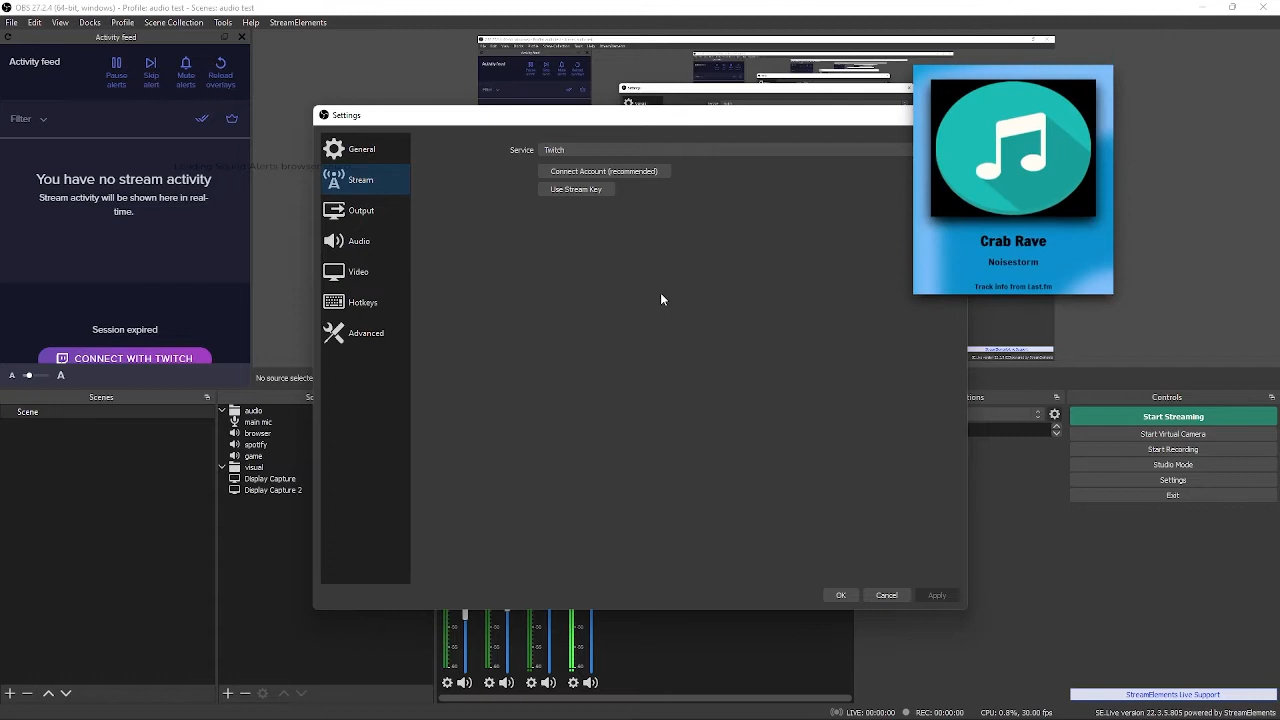 OBS 27.2.4 (64-bit, windows) - Profile: audio test - Scenes: audio test
File Edit View Docks Profile Scene Collection Tools Help StreamElements
Activity feed
Pause alerts
Skip alert
Mute alerts
Reload overlays
Filter
You have no stream activity
Stream activity will be shown here in real-time.
Session expired
CONNECT WITH TWITCH
A A
No source selecte
Settings
General
Stream
Output
Audio
Video
Hotkeys
Advanced
Service Twitch
Connect Account (recommended)
Use Stream Key
OK Cancel Apply
Crab Rave
Noisestorm
Track info from Last.fm
Scenes
Scene
audio
main mic
browser
spotify
game
visual
Display Capture
Display Capture 2
Controls
Start Streaming
Start Virtual Camera
Start Recording
Studio Mode
Settings
Exit
StreamElements Live Support
LIVE: 00:00:00 REC: 00:00:00 CPU: 0.8%, 30.00 fps SE.Live version 22.3.5.805 powered by StreamElements